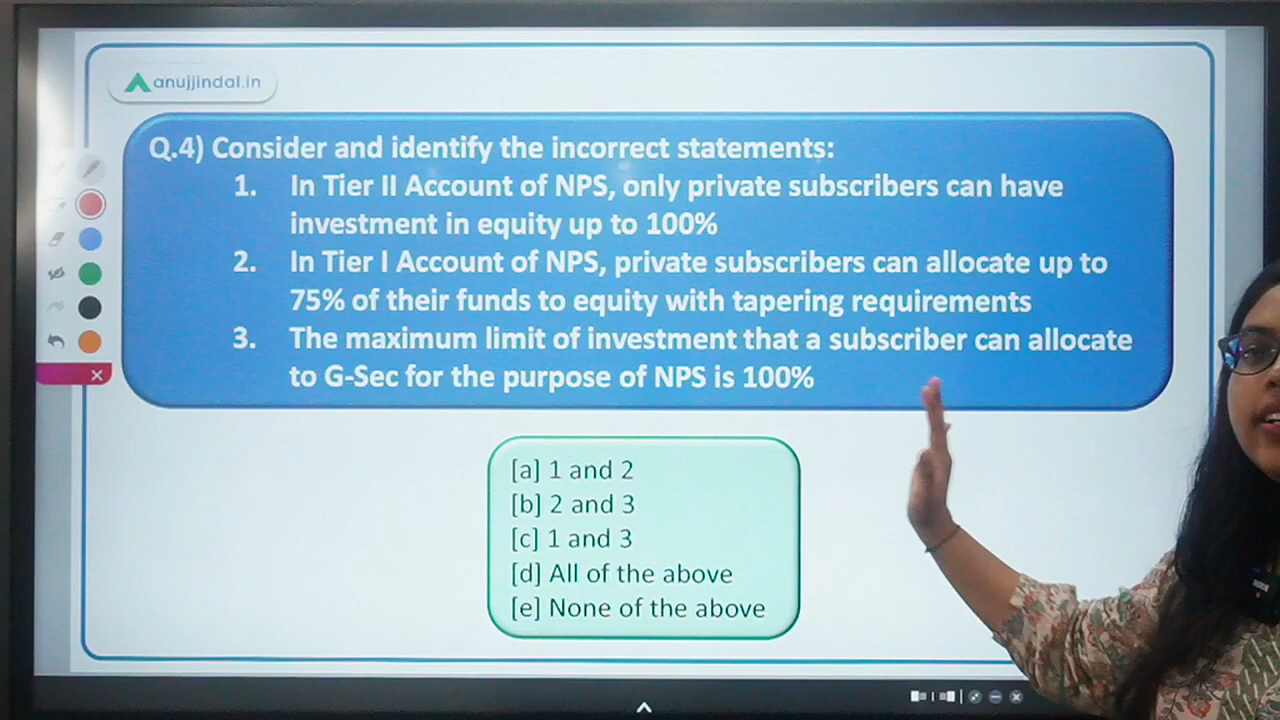 anujjindal.in
Q.4) Consider and identify the incorrect statements:
1. In Tier II Account of NPS, only private subscribers can have
investment in equity up to 100%
2. In Tier I Account of NPS, private subscribers can allocate up to
75% of their funds to equity with tapering requirements
3. The maximum limit of investment that a subscriber can allocate
to G-Sec for the purpose of NPS is 100%
[a] 1 and 2
[b] 2 and 3
[c] 1 and 3
[d] All of the above
[e] None of the above